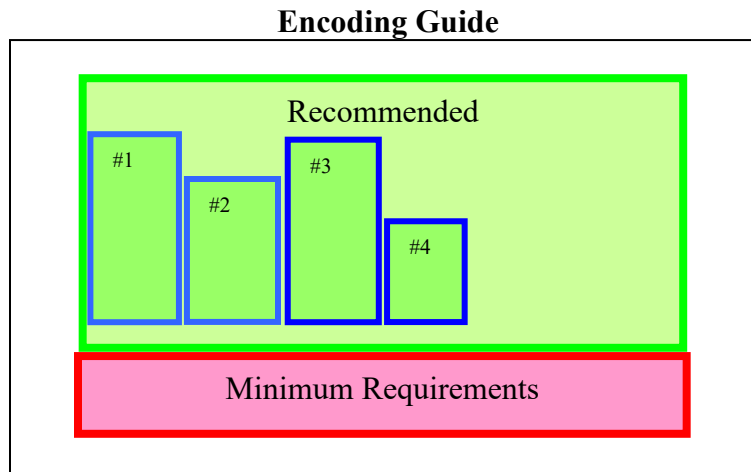 Encoding Guide
Recommended
#1
#2
#3
#4
Minimum Requirements